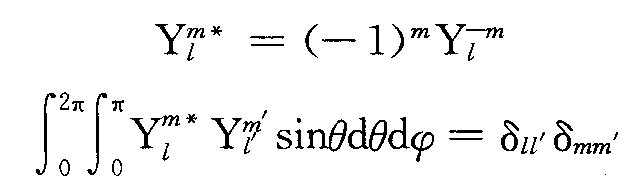 Y_l^{m*} = (−1)^m Y_l^{−m}
∫_0^{2π} ∫_0^π Y_l^{m*} Y_{l′}^{m′} sinθdθdφ = δ_{ll′} δ_{mm′}